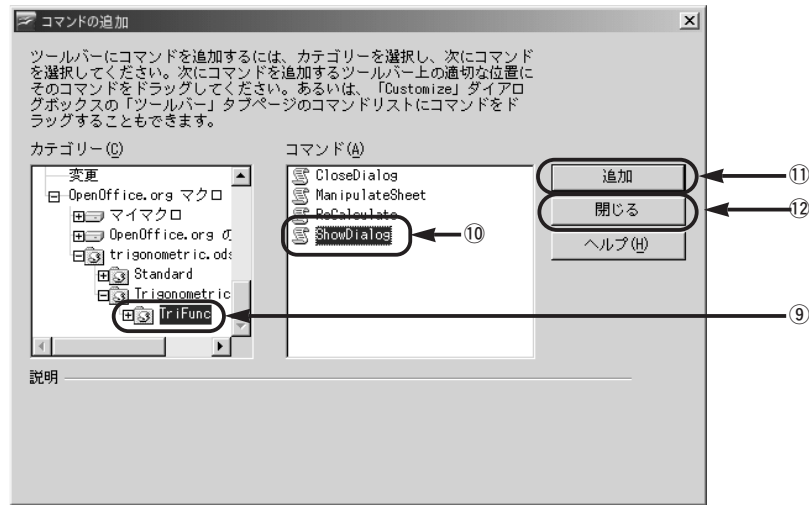 コマンドの追加
ツールバーにコマンドを追加するには、カテゴリーを選択し、次にコマンド
を選択してください。次にコマンドを追加するツールバー上の適切な位置に
そのコマンドをドラッグしてください。あるいは、「Customize」ダイアロ
グボックスの「ツールバー」タブページのコマンドリストにコマンドをド
ラッグすることもできます。
カテゴリー(C)
変更
OpenOffice.org マクロ
マイマクロ
OpenOffice.org の
trigonometric.ods
Standard
Trigonometric
TriFunc
コマンド(A)
CloseDialog
ManipulateSheet
ReCalculate
ShowDialog
⑩
追加
⑪
閉じる
⑫
ヘルプ(H)
⑨
説明